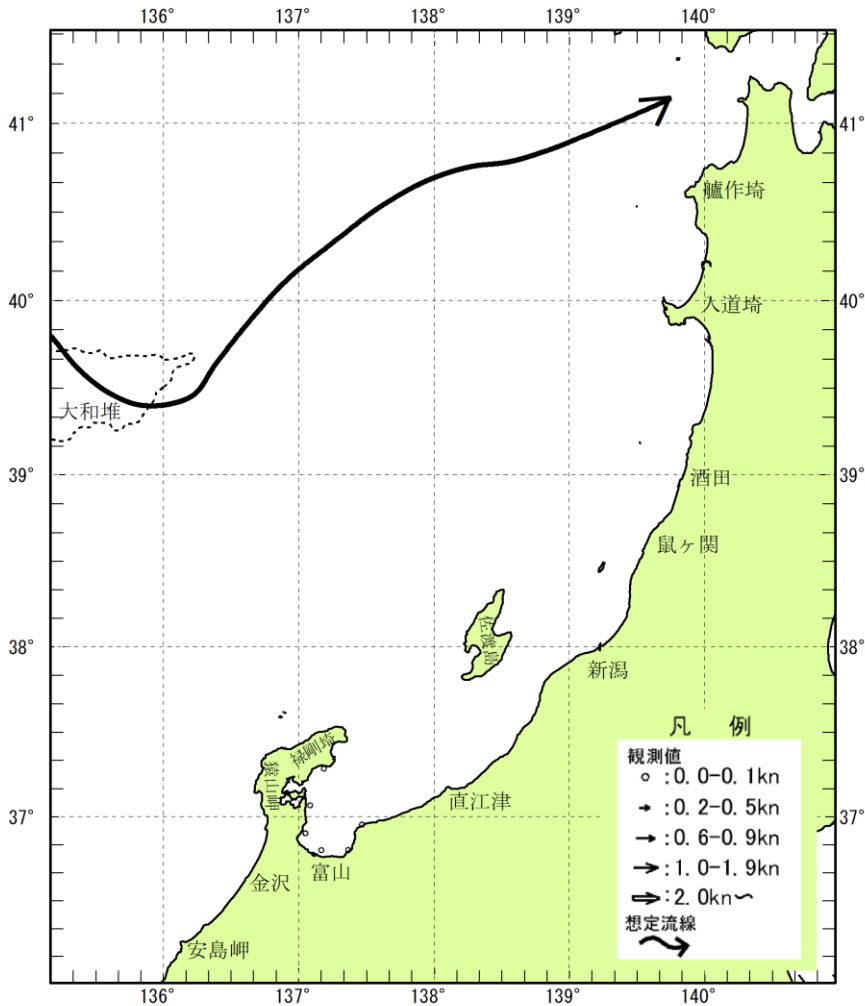 136° 137° 138° 139° 140°
41° 41°
艫作埼
40° 40°
入道埼
大和堆
39° 39°
酒田
鼠ヶ関
佐渡島
38° 38°
新潟
禄剛埼
猿山岬
37° 37°
直江津
富山
金沢
安島岬
凡 例
観測値
:0.0-0.1kn
:0.2-0.5kn
:0.6-0.9kn
:1.0-1.9kn
:2.0kn～
想定流線
136° 137° 138° 139° 140°